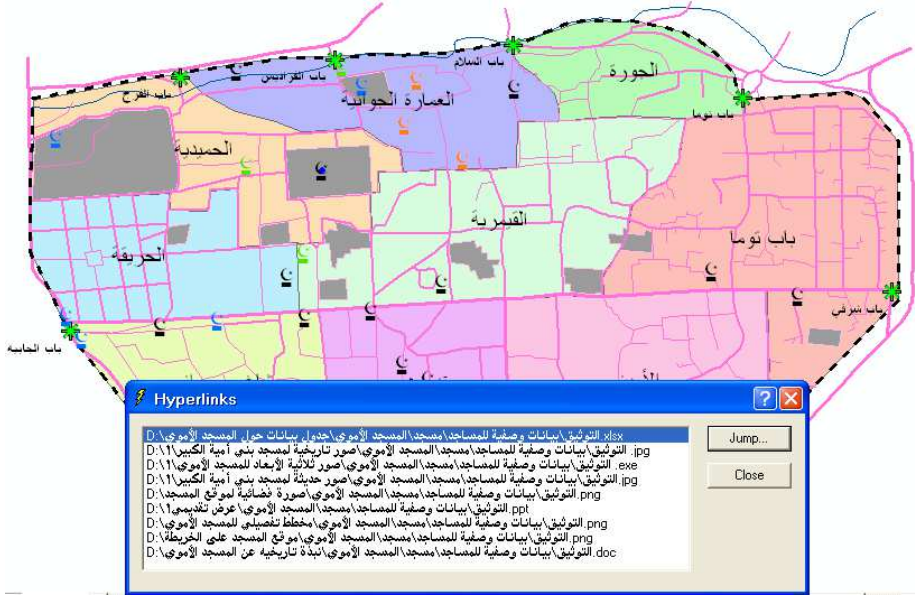 باب السلام
الجورة
باب الفراديس
باب الفرج
العمارة الجوانية
باب توما
الحميدية
القيمرية
باب توما
الحريقة
باب شرقي
باب الجابية
Hyperlinks
D:\التوثيق\بيانات وصفية للمساجد\مسجد\المسجد الأموي\جدول بيانات حول المسجد الأموي.xlsx
D:\التوثيق\بيانات وصفية للمساجد\مسجد\المسجد الأموي\صور تاريخية لمسجد بني أمية الكبير\1 .jpg
D:\التوثيق\بيانات وصفية للمساجد\مسجد\المسجد الأموي\صور ثلاثية الأبعاد للمسجد الأموي\1 .exe
D:\التوثيق\بيانات وصفية للمساجد\مسجد\المسجد الأموي\صور حديثة لمسجد بني أمية الكبير\1.jpg
D:\التوثيق\بيانات وصفية للمساجد\مسجد\المسجد الأموي\صورة فضائية لموقع المسجد.png
D:\التوثيق\بيانات وصفية للمساجد\مسجد\المسجد الأموي\عرض تقديمي1.ppt
D:\التوثيق\بيانات وصفية للمساجد\مسجد\المسجد الأموي\مخطط تفصيلي للمسجد الأموي.png
D:\التوثيق\بيانات وصفية للمساجد\مسجد\المسجد الأموي\موقع المسجد على الخريطة.png
D:\التوثيق\بيانات وصفية للمساجد\مسجد\المسجد الأموي\نبذة تاريخيه عن المسجد الأموي.doc
Jump...
Close